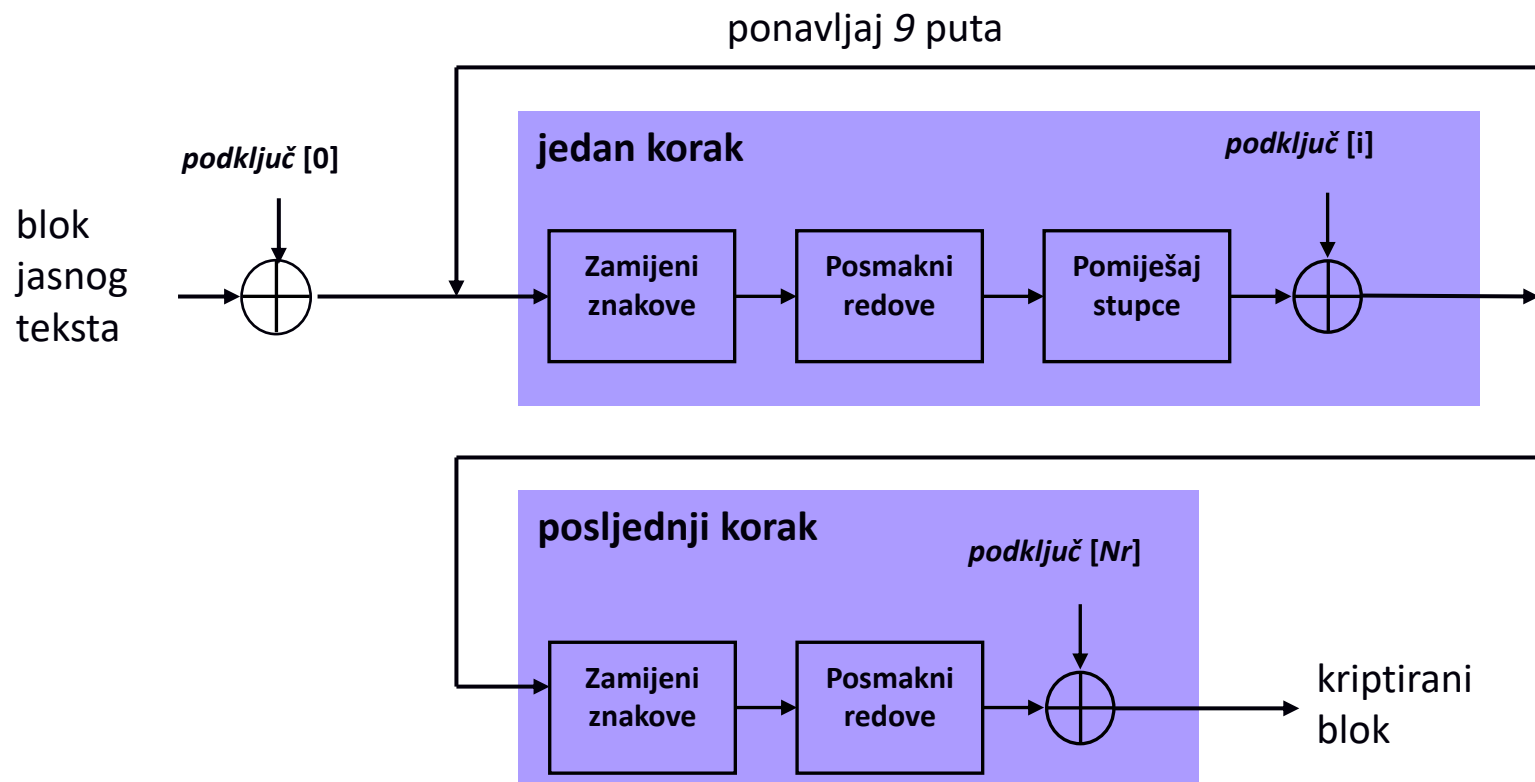 ponavljaj 9 puta
jedan korak
podključ [0]
podključ [i]
blok
jasnog
teksta
Zamijeni
znakove
Posmakni
redove
Pomiješaj
stupce
posljednji korak
podključ [Nr]
Zamijeni
znakove
Posmakni
redove
kriptirani
blok